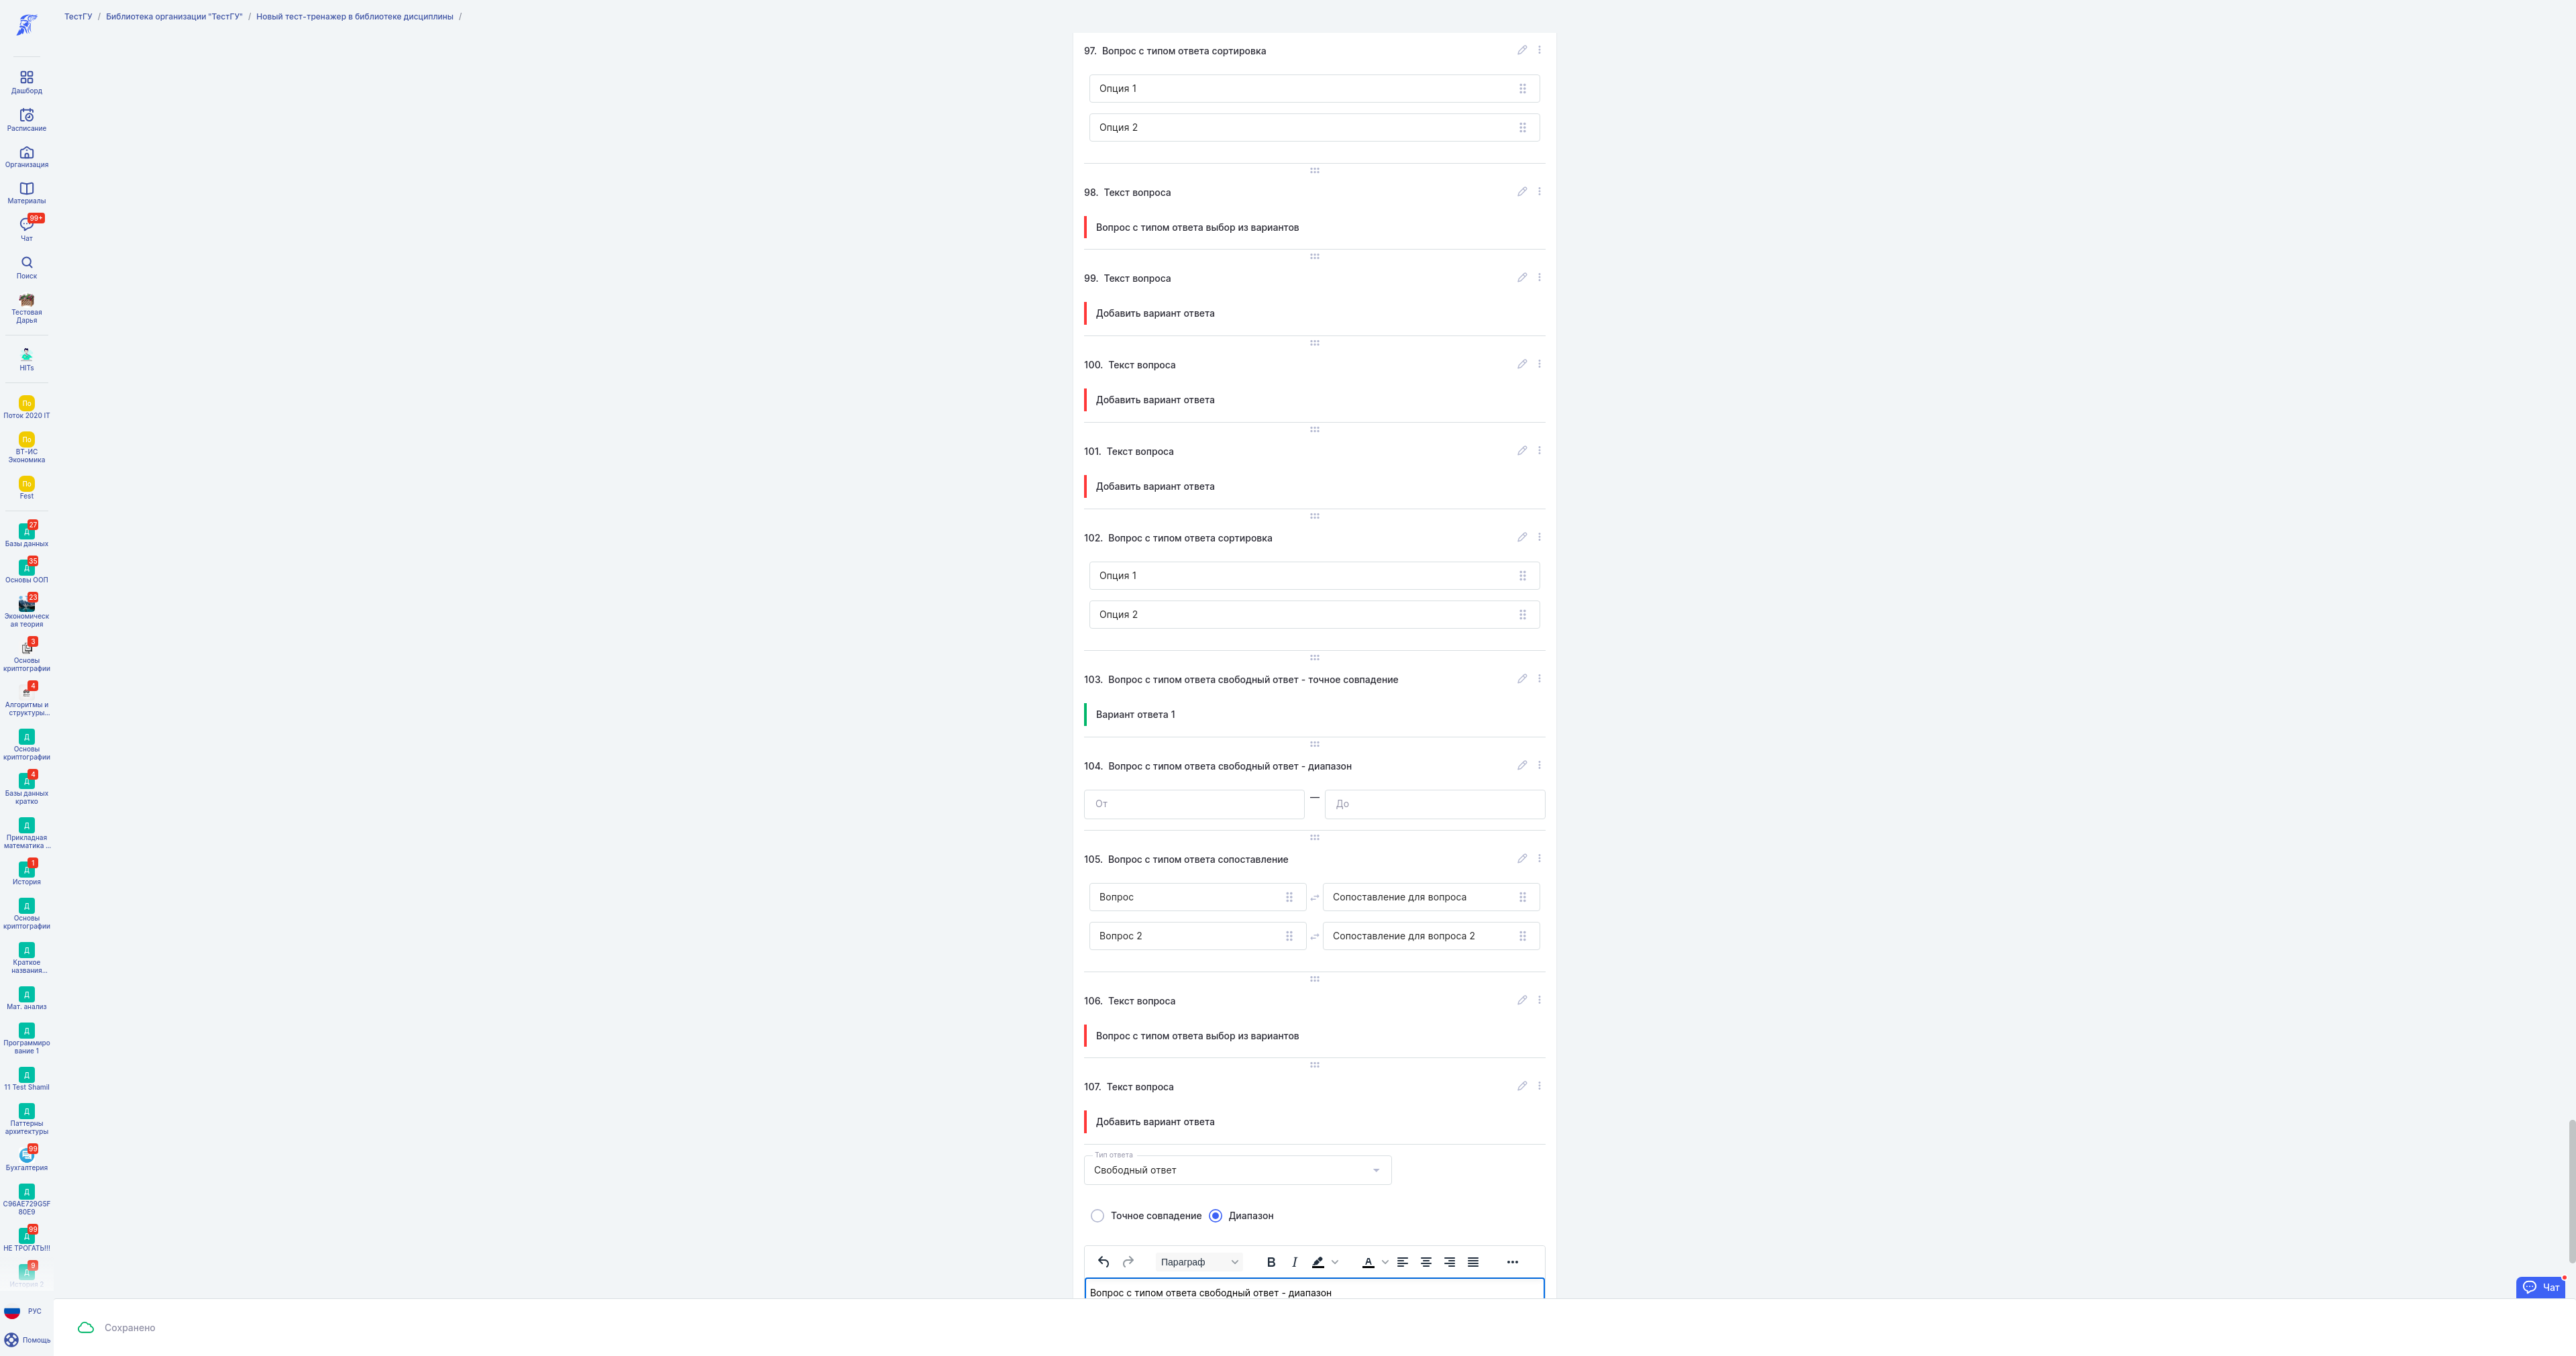 ТестГУ / Библиотека организации "ТестГУ" / Новый тест-тренажер в библиотеке дисциплины /
Дашборд
Расписание
Организация
Материалы
99+
Чат
Поиск
Тестовая
Дарья
HITs
По
Поток 2020 IT
По
ВТ-ИС
Экономика
По
Fest
27
Д
Базы данных
35
Д
Основы ООП
23
Экономическ
ая теория
3
Основы
криптографии
4
Алгоритмы и
структуры...
Д
Основы
криптографии
4
Д
Базы данных
кратко
Д
Прикладная
математика ...
1
Д
История
Д
Основы
криптографии
Д
Краткое
названия...
Д
Мат. анализ
Д
Программиро
вание 1
Д
11 Test Shamil
Д
Паттерны
архитектуры
99
Бухгалтерия
Д
C96AE729G5F
80E9
99
Д
НЕ ТРОГАТЬ!!!
9
Д
История 2
РУС
Помощь
97. Вопрос с типом ответа сортировка
Опция 1
Опция 2
98. Текст вопроса
Вопрос с типом ответа выбор из вариантов
99. Текст вопроса
Добавить вариант ответа
100. Текст вопроса
Добавить вариант ответа
101. Текст вопроса
Добавить вариант ответа
102. Вопрос с типом ответа сортировка
Опция 1
Опция 2
103. Вопрос с типом ответа свободный ответ - точное совпадение
Вариант ответа 1
104. Вопрос с типом ответа свободный ответ - диапазон
От — До
105. Вопрос с типом ответа сопоставление
Вопрос Сопоставление для вопроса
Вопрос 2 Сопоставление для вопроса 2
106. Текст вопроса
Вопрос с типом ответа выбор из вариантов
107. Текст вопроса
Добавить вариант ответа
Тип ответа
Свободный ответ
Точное совпадение Диапазон
Параграф B I A
Вопрос с типом ответа свободный ответ - диапазон
Чат
Сохранено